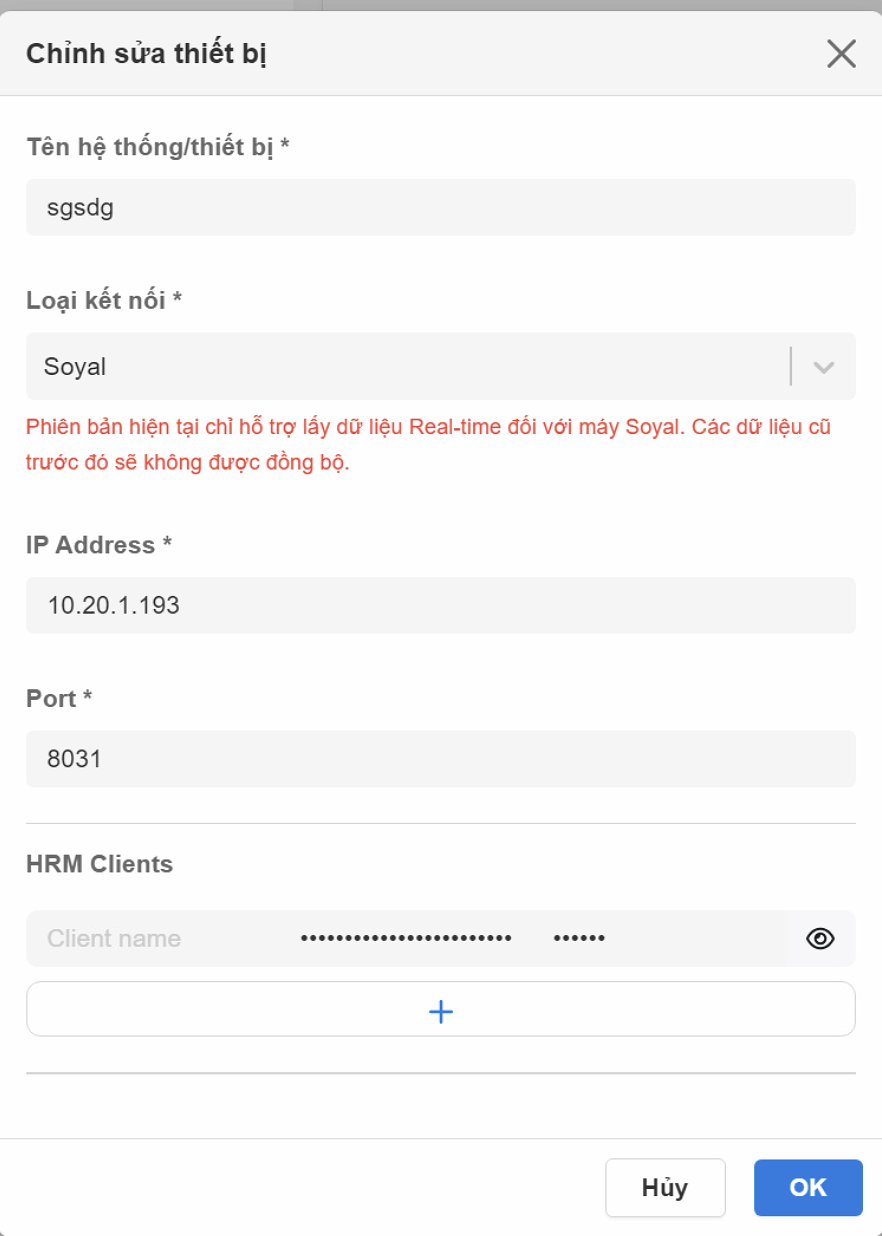 Chỉnh sửa thiết bị
Tên hệ thống/thiết bị *
sgsdg
Loại kết nối *
Soyal
Phiên bản hiện tại chỉ hỗ trợ lấy dữ liệu Real-time đối với máy Soyal. Các dữ liệu cũ
trước đó sẽ không được đồng bộ.
IP Address *
10.20.1.193
Port *
8031
HRM Clients
Client name •••••••••••••••••••••••• ••••••
+
Hủy OK